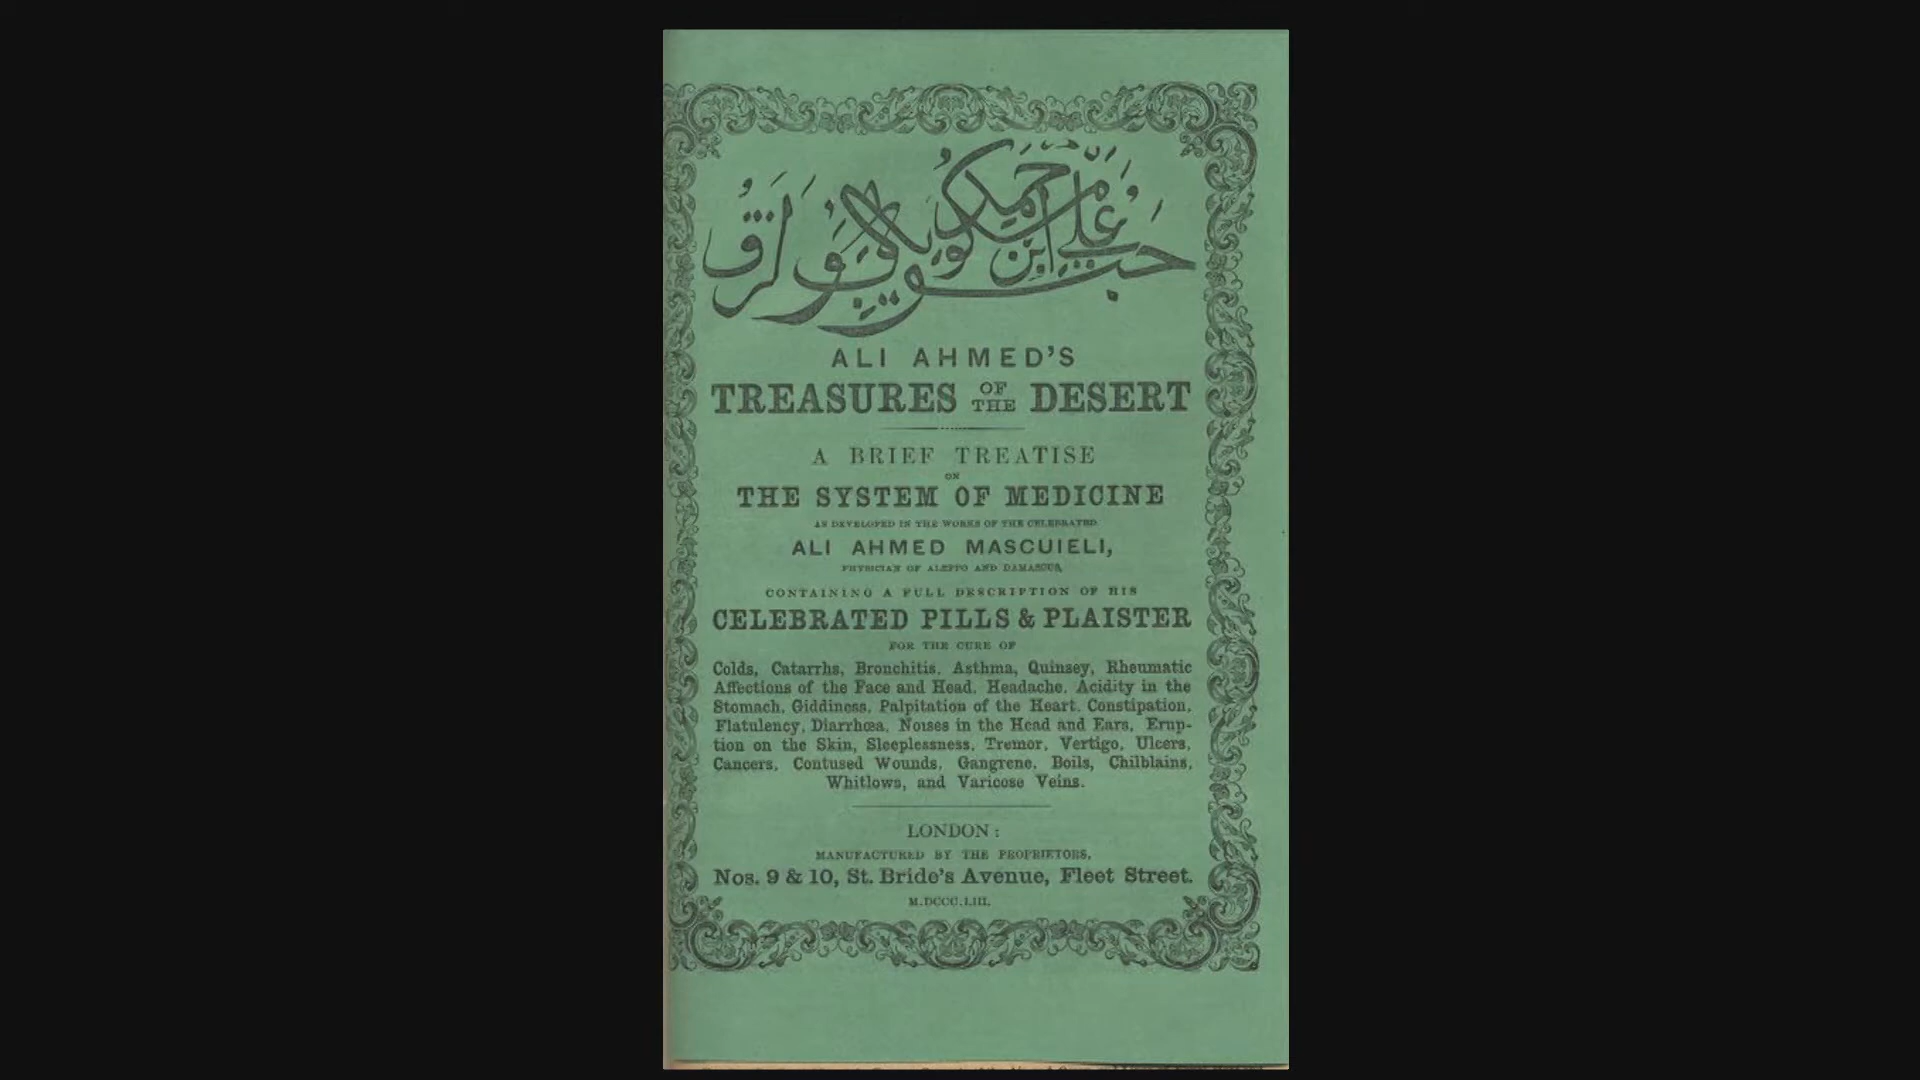 ALI AHMED'S
TREASURES OF THE DESERT
A BRIEF TREATISE
ON
THE SYSTEM OF MEDICINE
AS DEVELOPED IN THE WORKS OF THE CELEBRATED
ALI AHMED MASCUIELI,
PHYSICIAN OF ALEPPO AND DAMASCUS,
CONTAINING A FULL DESCRIPTION OF HIS
CELEBRATED PILLS & PLAISTER
FOR THE CURE OF
Colds, Catarrhs, Bronchitis, Asthma, Quinsey, Rheumatic
Affections of the Face and Head, Headache, Acidity in the
Stomach, Giddiness, Palpitation of the Heart, Constipation,
Flatulency, Diarrhœa, Noises in the Head and Ears, Erup-
tion on the Skin, Sleeplessness, Tremor, Vertigo, Ulcers,
Cancers, Contused Wounds, Gangrene, Boils, Chilblains,
Whitlows, and Varicose Veins.
LONDON:
MANUFACTURED BY THE PROPRIETORS,
Nos. 9 & 10, St. Bride's Avenue, Fleet Street.
M.DCCC.LIII.